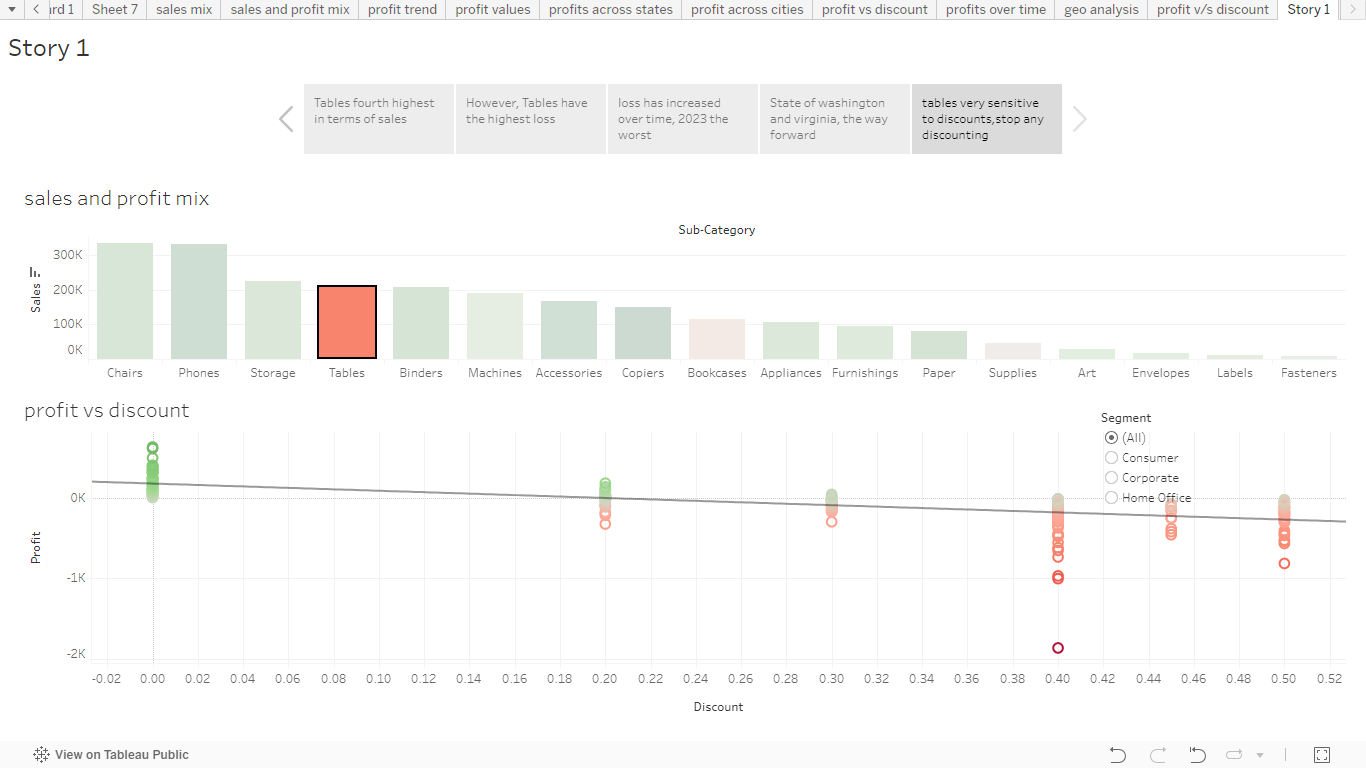 ard 1 Sheet 7 sales mix sales and profit mix profit trend profit values profits across states profit across cities profit vs discount profits over time geo analysis profit v/s discount Story 1
Story 1
Tables fourth highest
in terms of sales
However, Tables have
the highest loss
loss has increased
over time, 2023 the
worst
State of washington
and virginia, the way
forward
tables very sensitive
to discounts,stop any
discounting
sales and profit mix
Sub-Category
Sales
300K
200K
100K
0K
Chairs Phones Storage Tables Binders Machines Accessories Copiers Bookcases Appliances Furnishings Paper Supplies Art Envelopes Labels Fasteners
profit vs discount
Segment
(All)
Consumer
Corporate
Home Office
Profit
0K
-1K
-2K
-0.02 0.00 0.02 0.04 0.06 0.08 0.10 0.12 0.14 0.16 0.18 0.20 0.22 0.24 0.26 0.28 0.30 0.32 0.34 0.36 0.38 0.40 0.42 0.44 0.46 0.48 0.50 0.52
Discount
View on Tableau Public